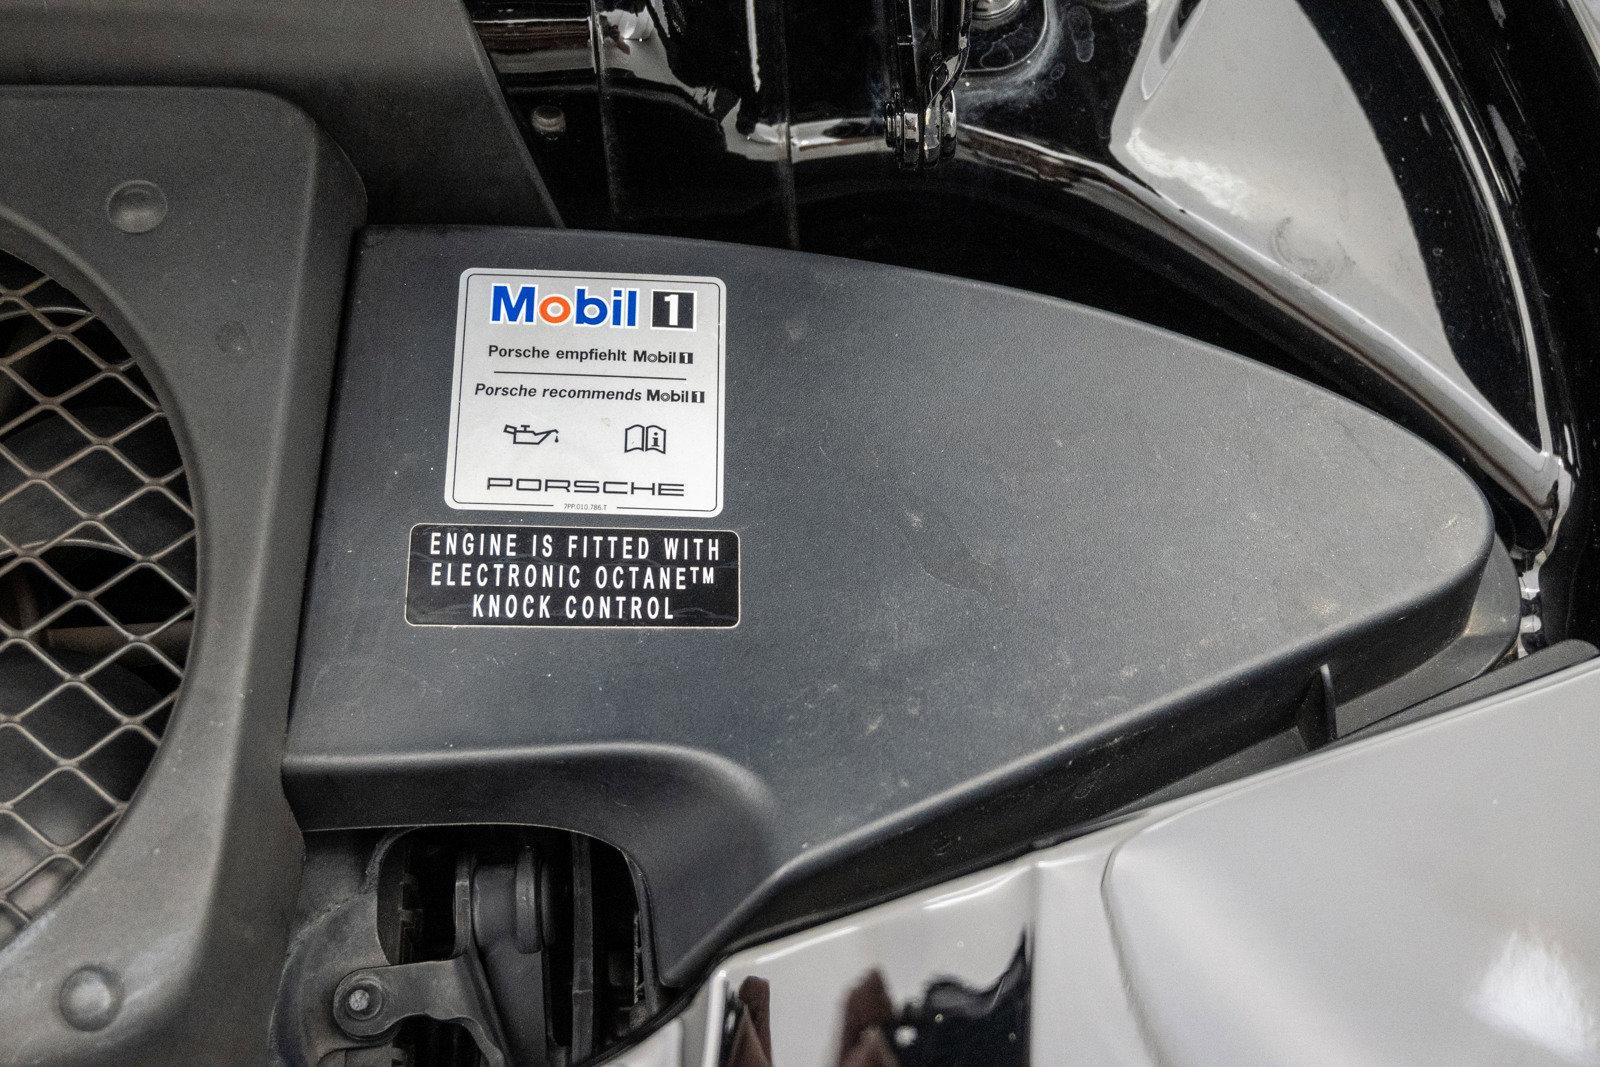 Mobil 1
Porsche empfiehlt Mobil 1
Porsche recommends Mobil 1
PORSCHE
7PP.010.786.T
ENGINE IS FITTED WITH
ELECTRONIC OCTANE™
KNOCK CONTROL